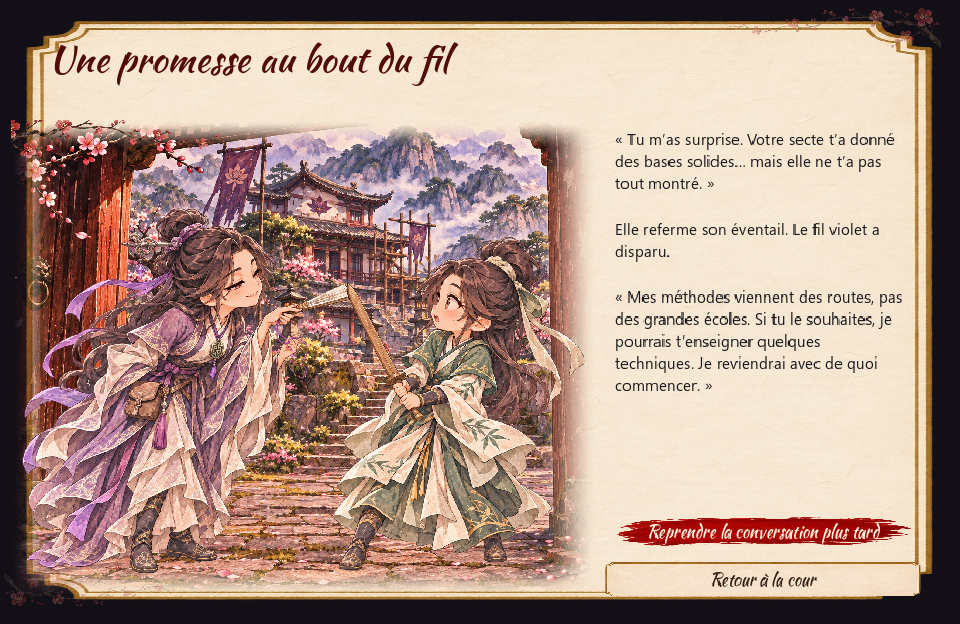 Une promesse au bout du fil
« Tu m'as surprise. Votre secte t'a donné
des bases solides... mais elle ne t'a pas
tout montré. »
Elle referme son éventail. Le fil violet a
disparu.
« Mes méthodes viennent des routes, pas
des grandes écoles. Si tu le souhaites, je
pourrais t'enseigner quelques
techniques. Je reviendrai avec de quoi
commencer. »
Reprendre la conversation plus tard
Retour à la cour